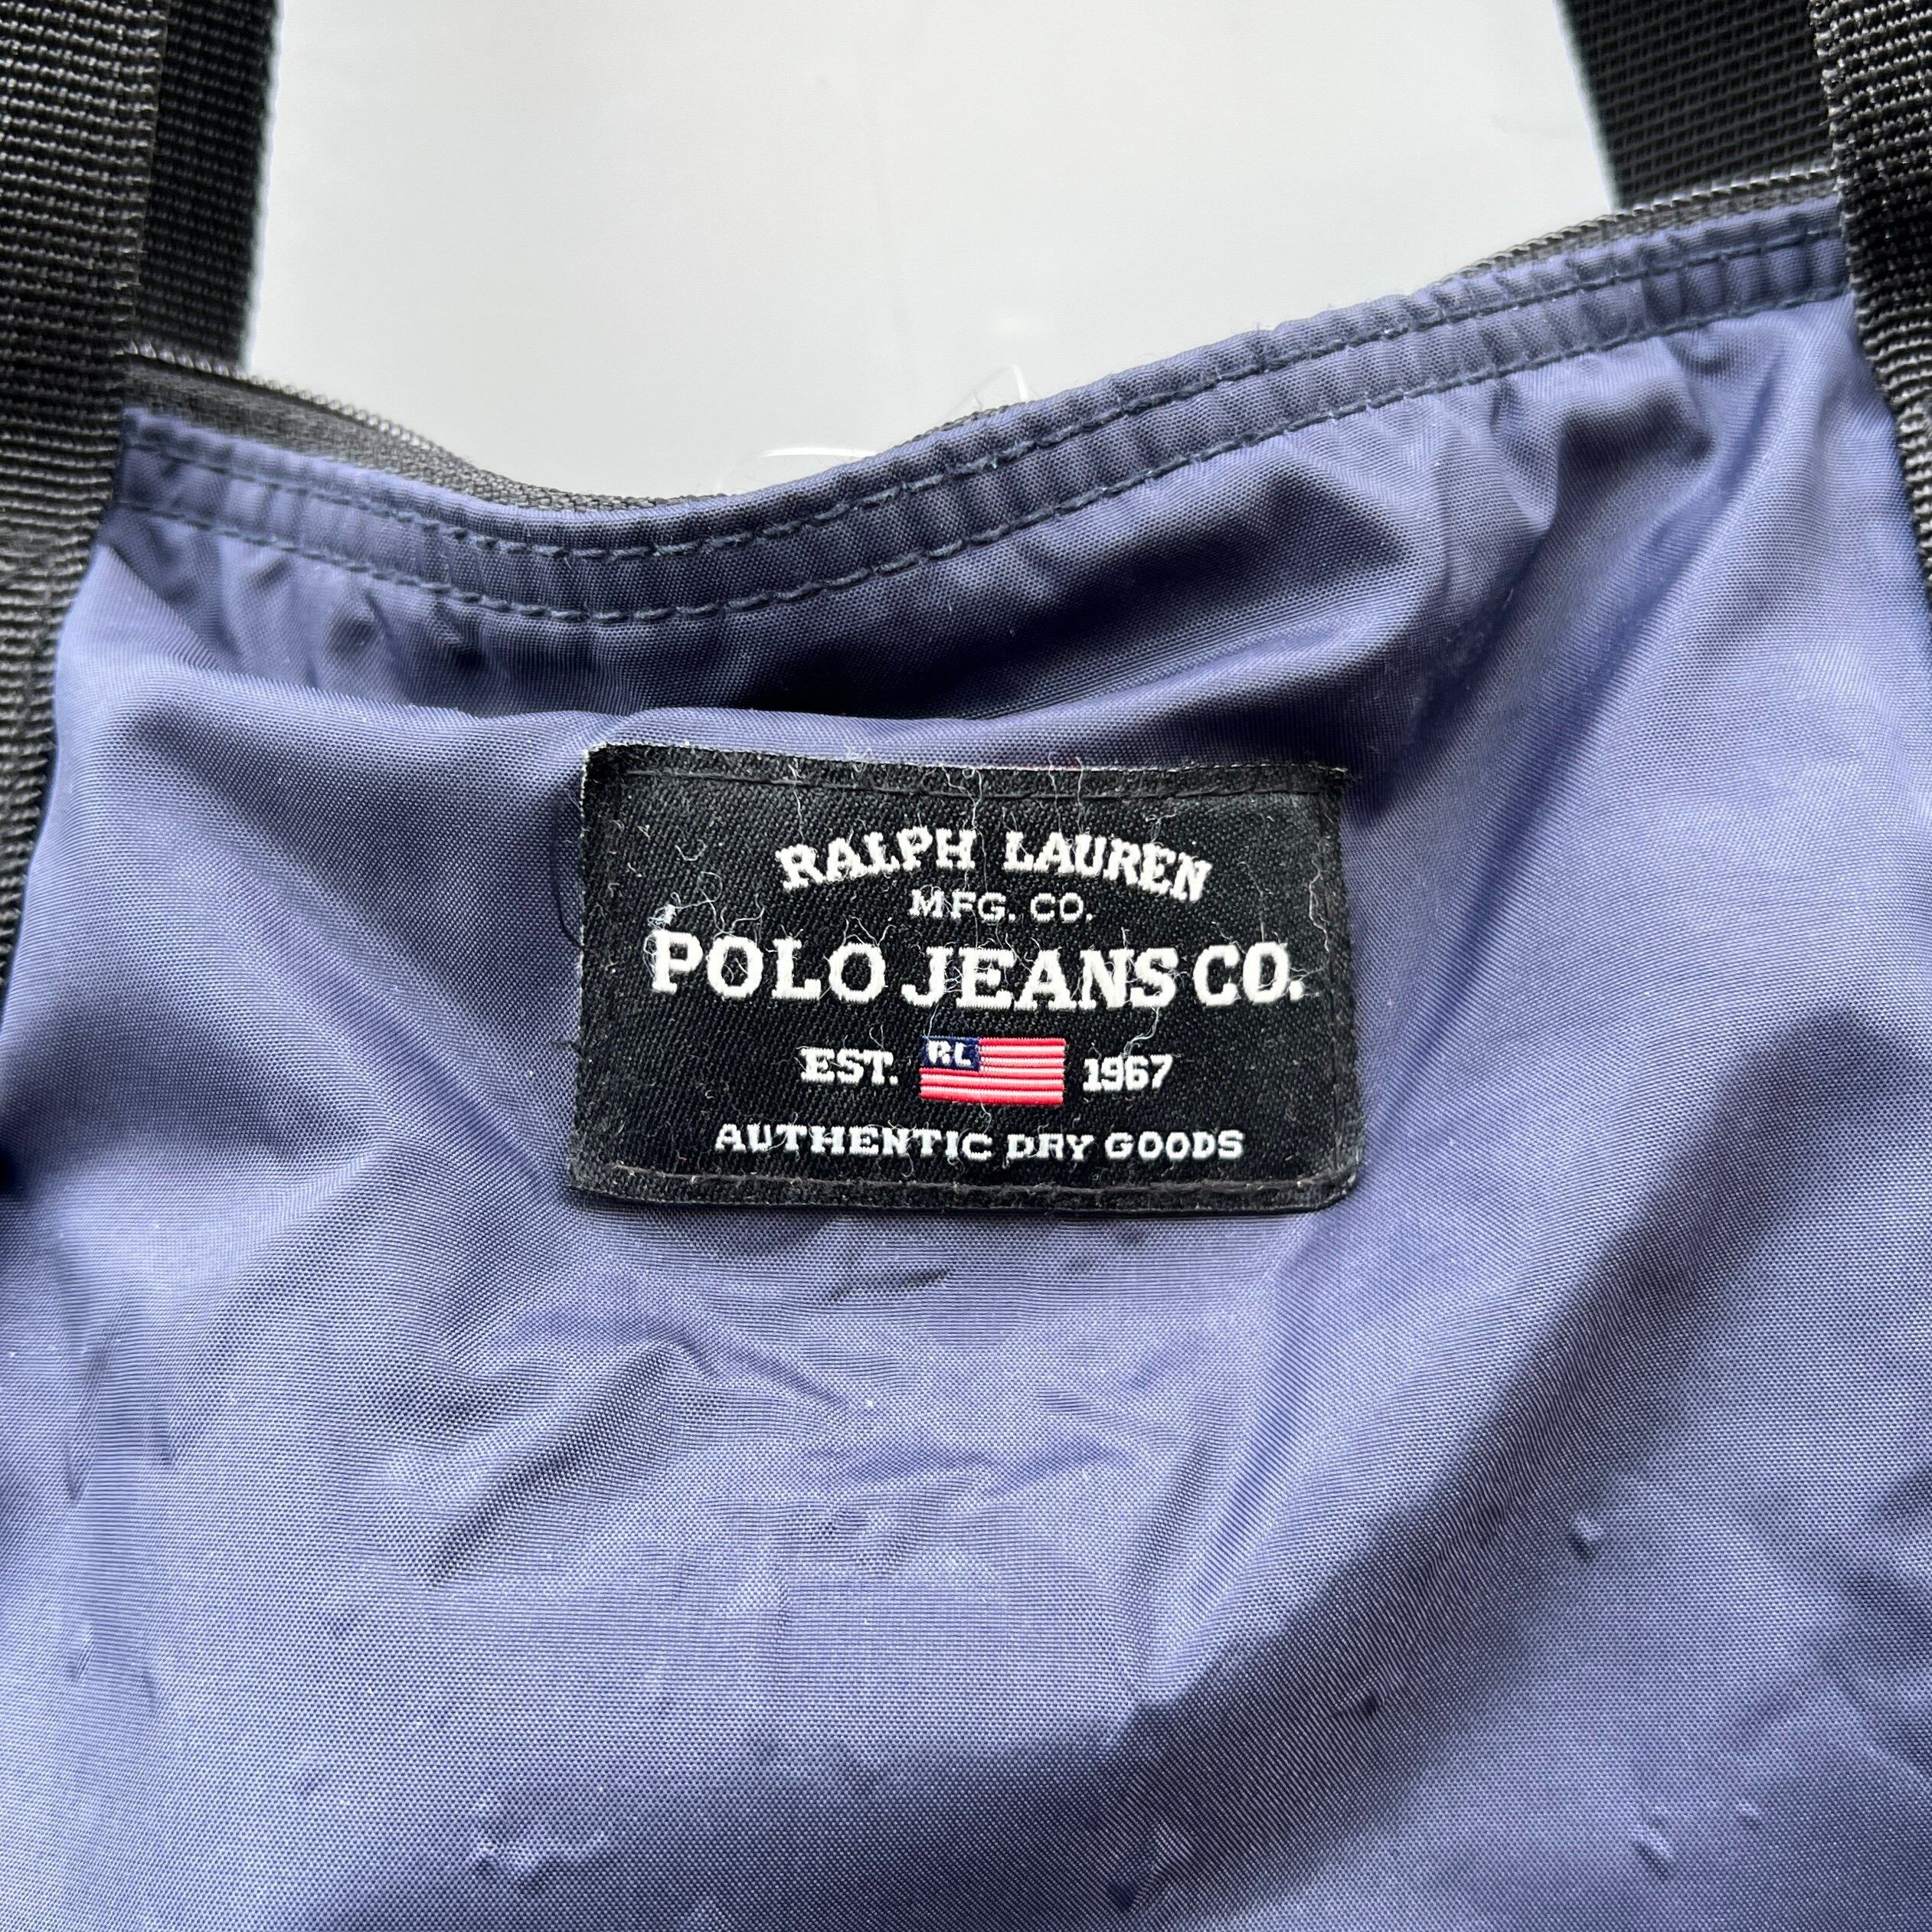 RALPH LAUREN
MFG. CO.
POLO JEANS CO.
EST. RL 1967
AUTHENTIC DRY GOODS